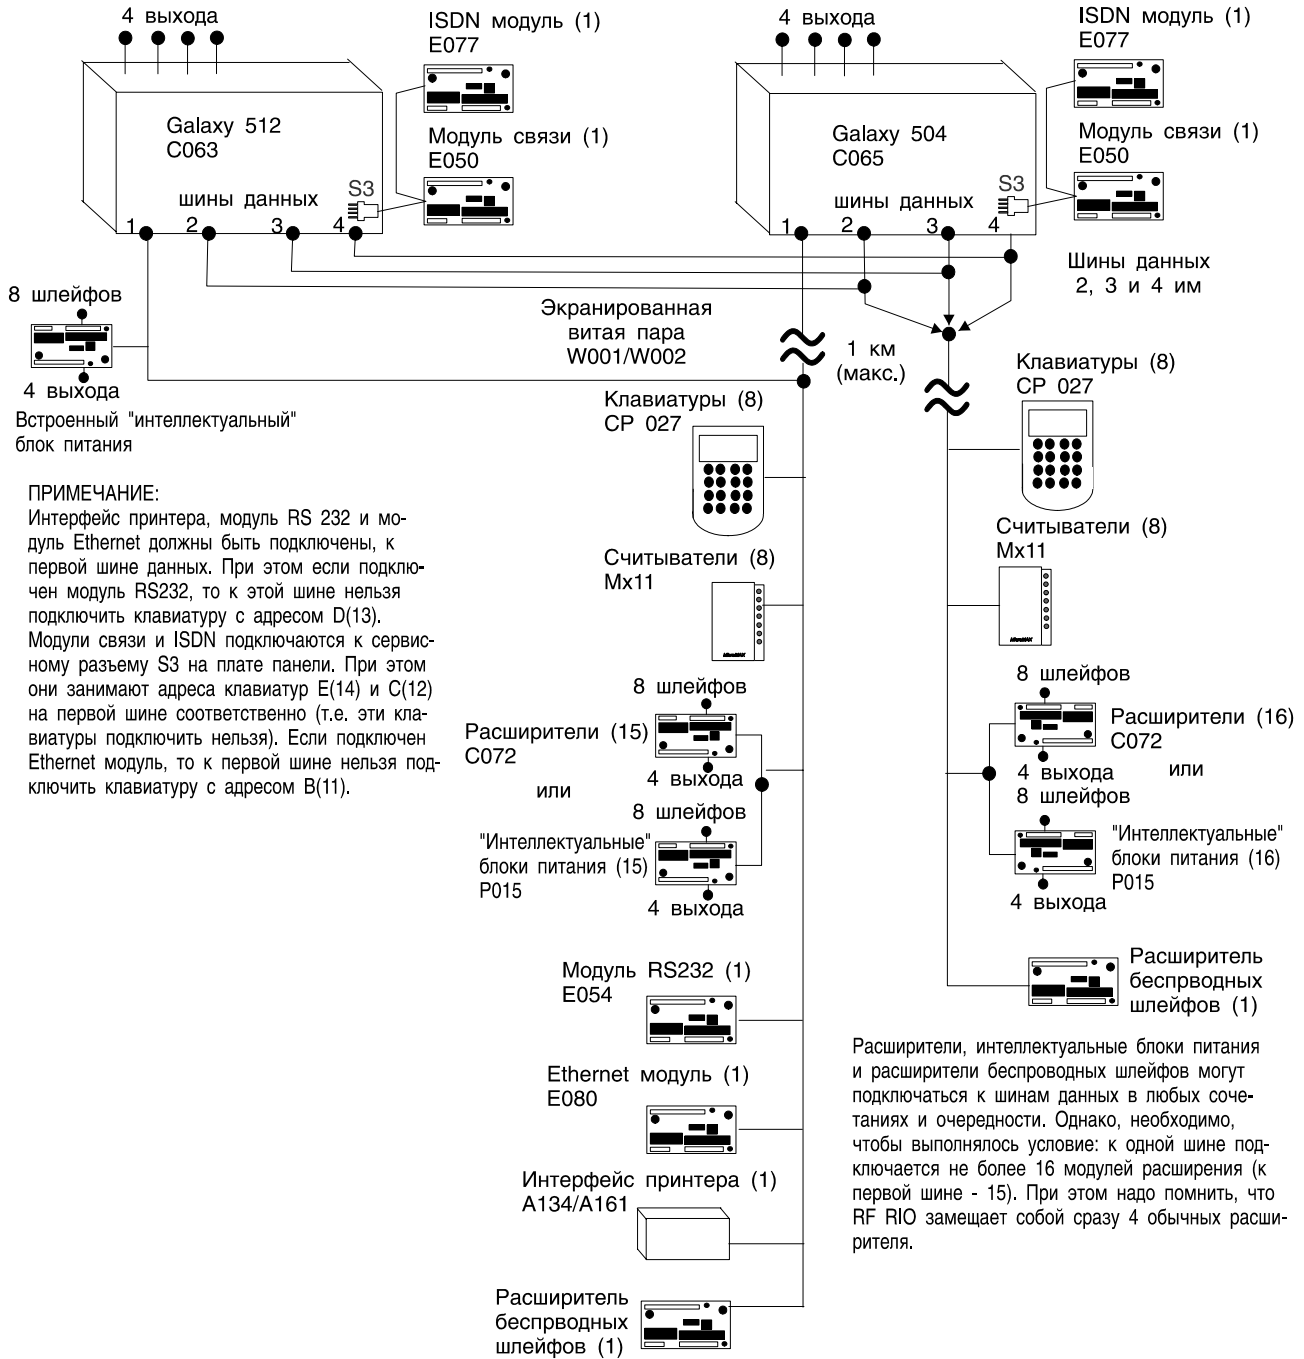 4 выхода
ISDN модуль (1)
E077
Galaxy 512
C063
Модуль связи (1)
E050
S3
шины данных
1 2 3 4
4 выхода
ISDN модуль (1)
E077
Galaxy 504
C065
Модуль связи (1)
E050
S3
шины данных
1 2 3 4
Шины данных
2, 3 и 4 им
8 шлейфов
4 выхода
Встроенный "интеллектуальный"
блок питания
Экранированная
витая пара
W001/W002
1 км
(макс.)
ПРИМЕЧАНИЕ:
Интерфейс принтера, модуль RS 232 и мо-
дуль Ethernet должны быть подключены, к
первой шине данных. При этом если подклю-
чен модуль RS232, то к этой шине нельзя
подключить клавиатуру с адресом D(13).
Модули связи и ISDN подключаются к сервис-
ному разъему S3 на плате панели. При этом
они занимают адреса клавиатур E(14) и C(12)
на первой шине соответственно (т.е. эти кла-
виатуры подключить нельзя). Если подключен
Ethernet модуль, то к первой шине нельзя под-
ключить клавиатуру с адресом B(11).
Клавиатуры (8)
CP 027
Считыватели (8)
Mx11
MicroMAX
8 шлейфов
Расширители (15)
C072
4 выхода
или
8 шлейфов
"Интеллектуальные"
блоки питания (15)
P015
4 выхода
Модуль RS232 (1)
E054
Ethernet модуль (1)
E080
Интерфейс принтера (1)
A134/A161
Расширитель
беспрводных
шлейфов (1)
Клавиатуры (8)
CP 027
Считыватели (8)
Mx11
MicroMAX
8 шлейфов
Расширители (16)
C072
4 выхода
или
8 шлейфов
"Интеллектуальные"
блоки питания (16)
P015
4 выхода
Расширитель
беспрводных
шлейфов (1)
Расширители, интеллектуальные блоки питания
и расширители беспроводных шлейфов могут
подключаться к шинам данных в любых соче-
таниях и очередности. Однако, необходимо,
чтобы выполнялось условие: к одной шине под-
ключается не более 16 модулей расширения (к
первой шине - 15). При этом надо помнить, что
RF RIO замещает собой сразу 4 обычных расши-
рителя.